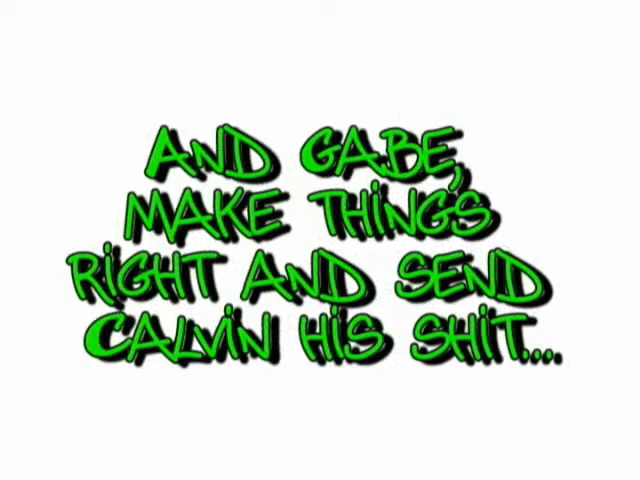 AND GABE,
MAKE THINGS
RIGHT AND SEND
CALVIN HIS SHIT....